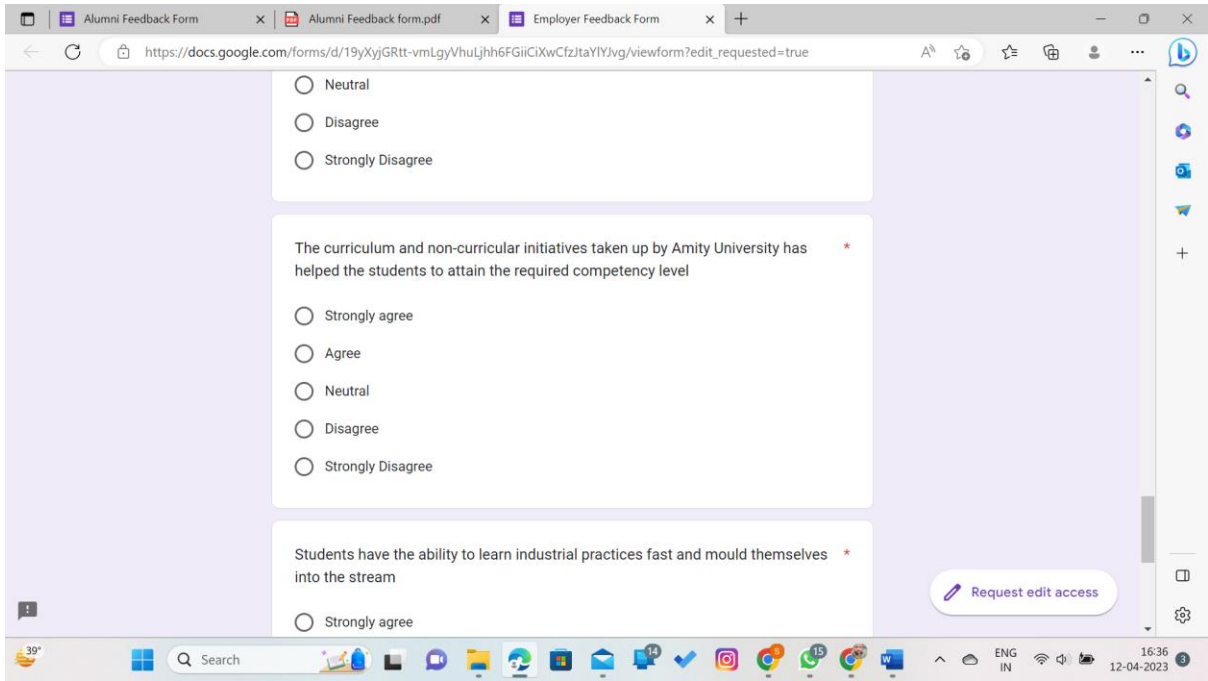 Alumni Feedback Form
Alumni Feedback form.pdf
Employer Feedback Form
https://docs.google.com/forms/d/19yXyjGRtt-vmLgyVhuLjhh6FGiiCiXwCfzJtaYlYJvg/viewform?edit_requested=true
Neutral
Disagree
Strongly Disagree
The curriculum and non-curricular initiatives taken up by Amity University has *
helped the students to attain the required competency level
Strongly agree
Agree
Neutral
Disagree
Strongly Disagree
Students have the ability to learn industrial practices fast and mould themselves *
into the stream
Strongly agree
Request edit access
39°
Search
14
15
ENG
IN
16:36
12-04-2023
3